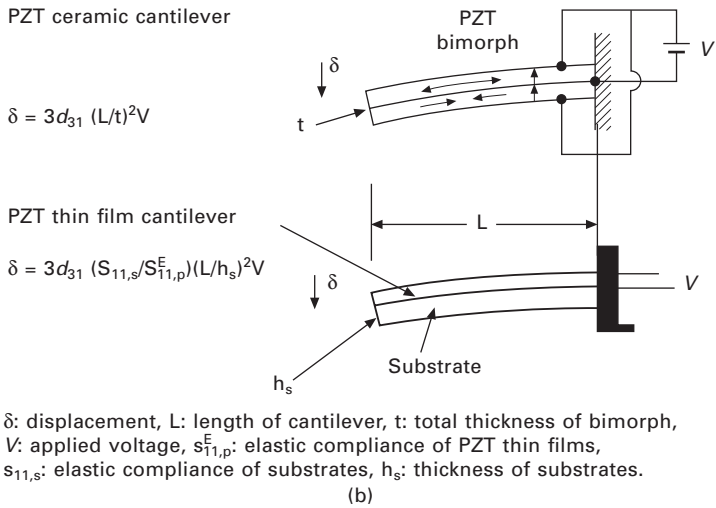 PZT ceramic cantilever
PZT
bimorph
V
δ
δ = 3d₃₁ (L/t)²V
t
PZT thin film cantilever
L
δ = 3d₃₁ (S₁₁,ₛ/Sᴱ₁₁,ₚ)(L/hₛ)²V
δ
V
Substrate
hₛ
δ: displacement, L: length of cantilever, t: total thickness of bimorph,
V: applied voltage, sᴱ₁₁,ₚ: elastic compliance of PZT thin films,
s₁₁,ₛ: elastic compliance of substrates, hₛ: thickness of substrates.
(b)